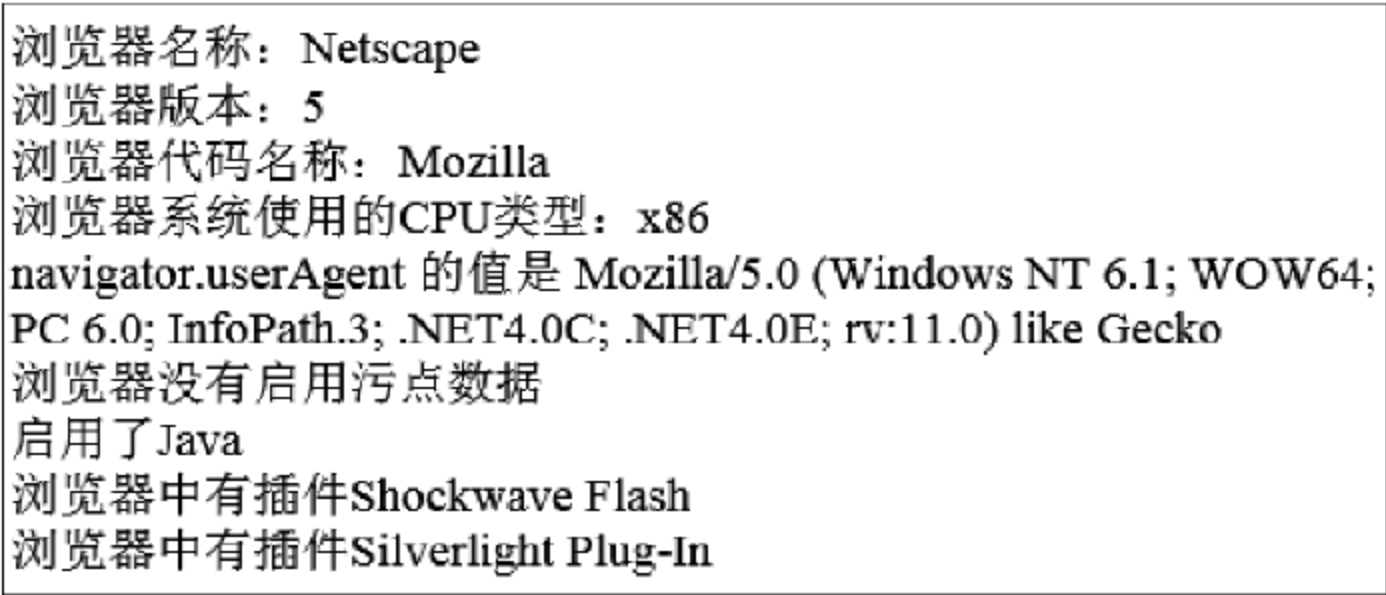 浏览器名称：Netscape
浏览器版本：5
浏览器代码名称：Mozilla
浏览器系统使用的CPU类型：x86
navigator.userAgent 的值是 Mozilla/5.0 (Windows NT 6.1; WOW64;
PC 6.0; InfoPath.3; .NET4.0C; .NET4.0E; rv:11.0) like Gecko
浏览器没有启用污点数据
启用了Java
浏览器中有插件Shockwave Flash
浏览器中有插件Silverlight Plug-In